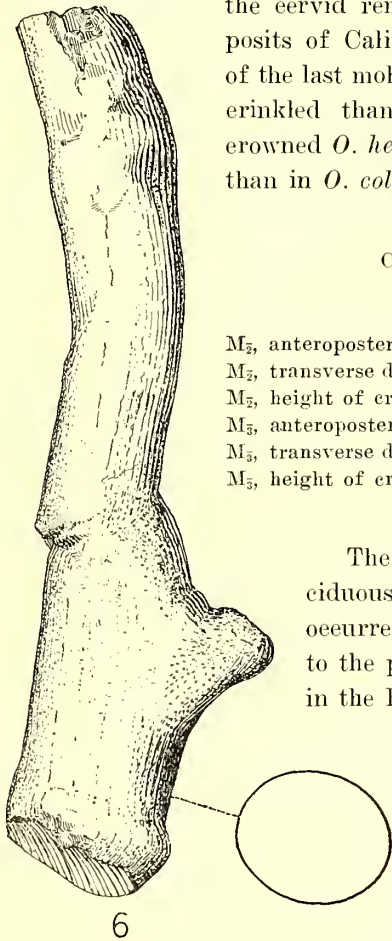 the cervid rem
posits of Cali
of the last mol
crinkled than
crowned O. he
than in O. col
C
M2̅, anteroposter
M2̅, transverse d
M2̅, height of cr
M3̅, anteroposter
M3̅, transverse d
M3̅, height of cr
The
ciduous
occurre
to the p
in the I
6